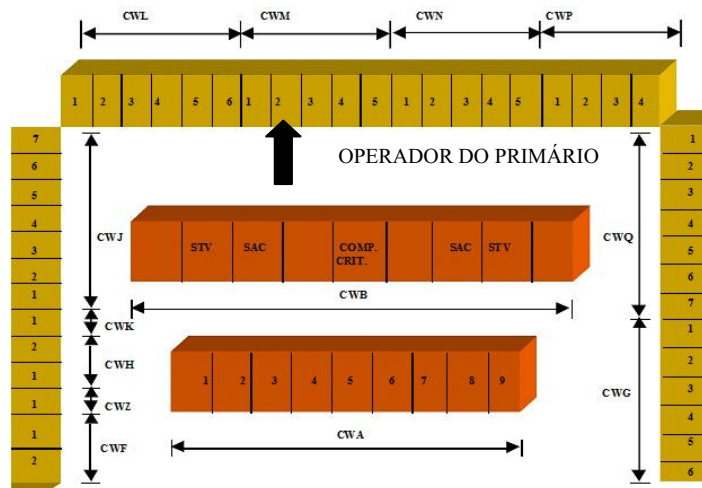 CWL CWM CWN CWP
1 2 3 4 5 6 1 2 3 4 5 1 2 3 4 5 1 2 3 4
OPERADOR DO PRIMÁRIO
7
6
5
4
3
2
1
1
2
1
1
1
2
CWJ
CWK
CWH
CWZ
CWF
STV SAC COMP. CRIT. SAC STV
CWB
1 2 3 4 5 6 7 8 9
CWA
CWQ
CWG
1
2
3
4
5
6
7
1
2
3
4
5
6